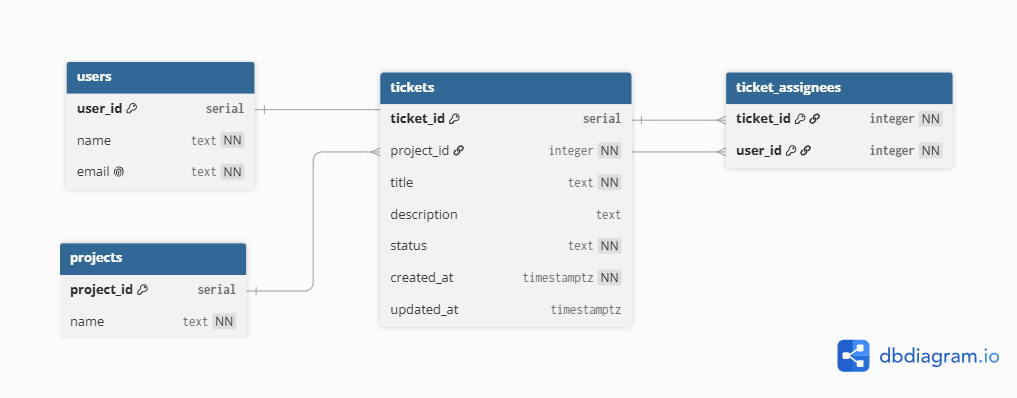 users
user_id serial
name text NN
email text NN
projects
project_id serial
name text NN
tickets
ticket_id serial
project_id integer NN
title text NN
description text
status text NN
created_at timestamptz NN
updated_at timestamptz
ticket_assignees
ticket_id integer NN
user_id integer NN
dbdiagram.io